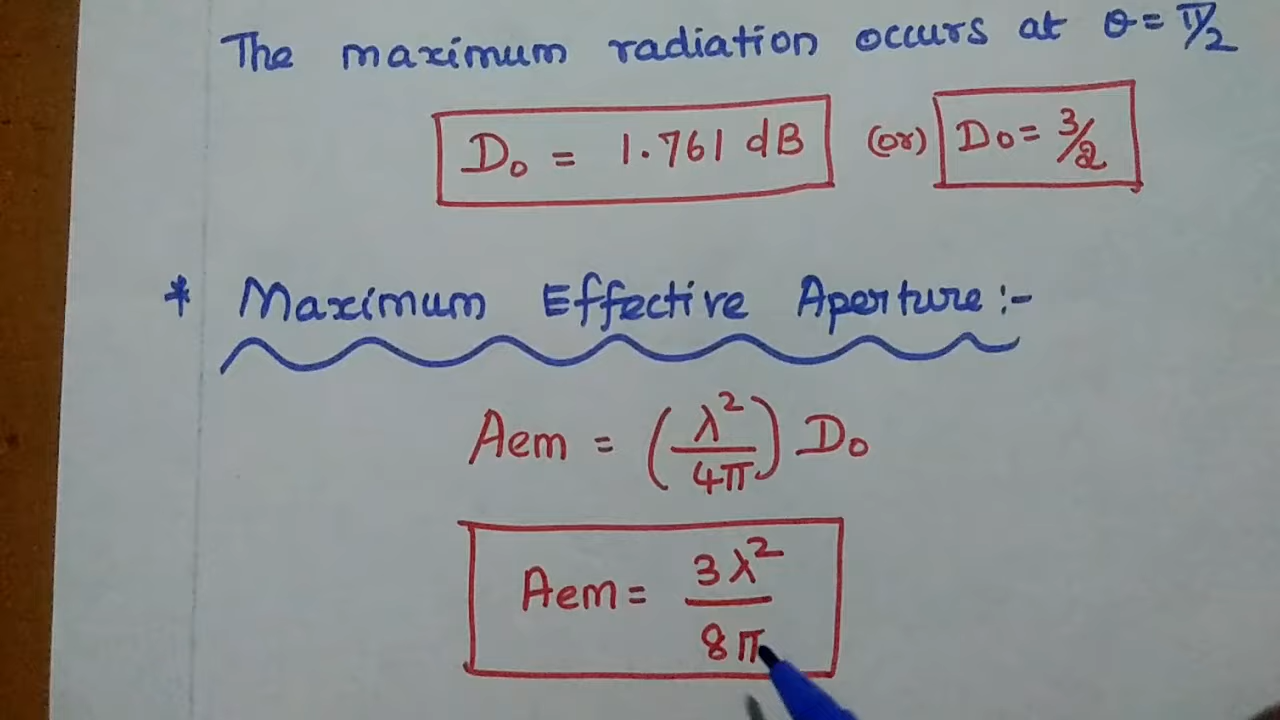 The maximum radiation occurs at θ = π/2
D₀ = 1.761 dB (or) D₀ = 3/2
* Maximum Effective Aperture :-
Aem = (λ²/4π) D₀
Aem = 3λ²/8π